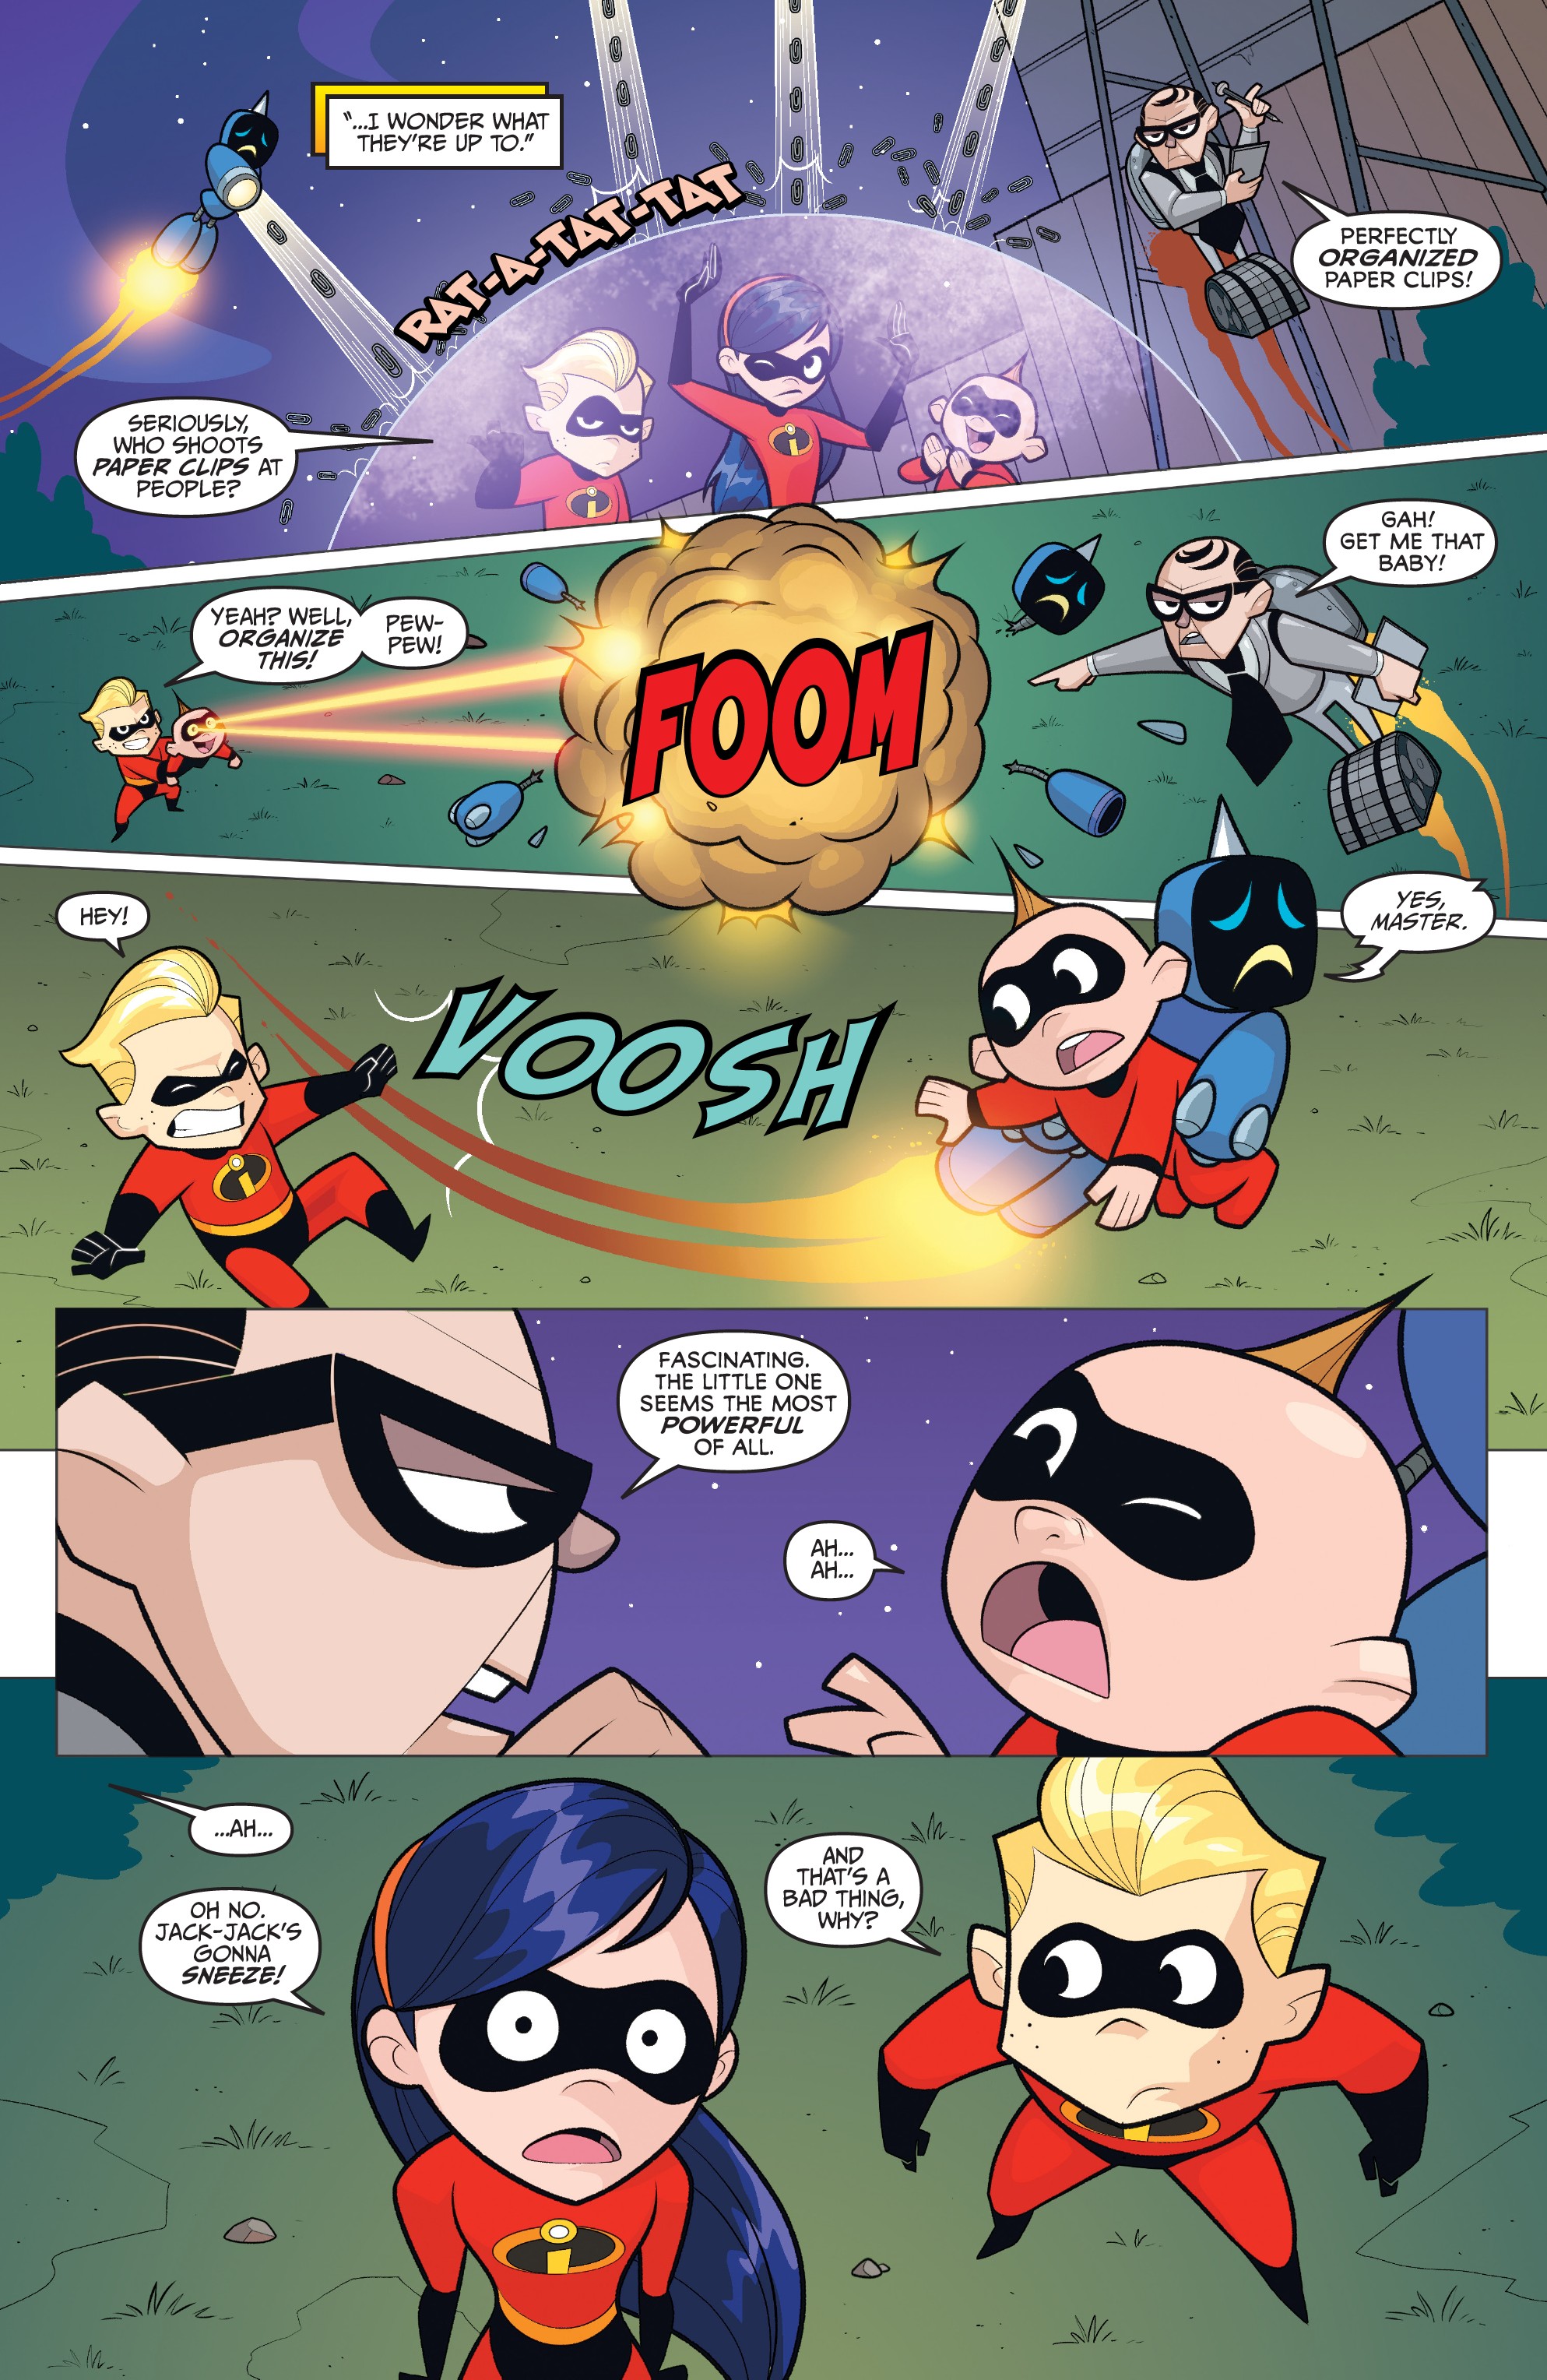 "...I WONDER WHAT
THEY'RE UP TO."
RAT-A-TAT-TAT
PERFECTLY
ORGANIZED
PAPER CLIPS!
SERIOUSLY,
WHO SHOOTS
PAPER CLIPS AT
PEOPLE?
YEAH? WELL,
ORGANIZE
THIS!
PEW-
PEW!
FOOM
GAH!
GET ME THAT
BABY!
HEY!
VOOSH
YES,
MASTER.
FASCINATING.
THE LITTLE ONE
SEEMS THE MOST
POWERFUL
OF ALL.
AH...
AH...
...AH...
OH NO.
JACK-JACK'S
GONNA
SNEEZE!
AND
THAT'S A
BAD THING,
WHY?